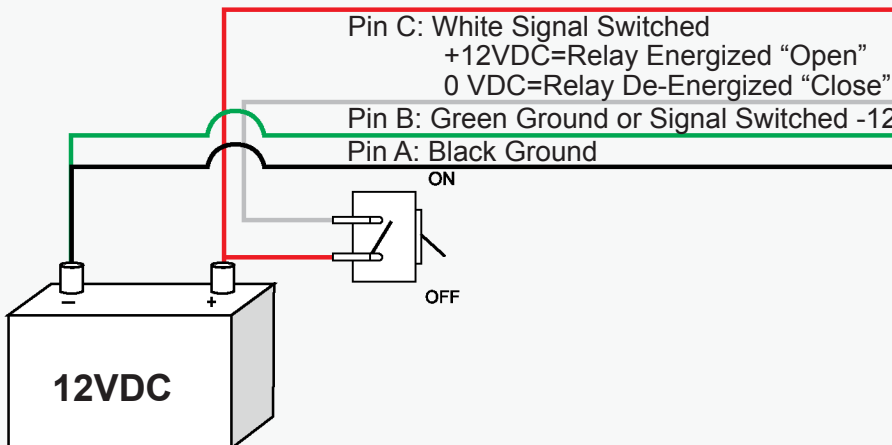 Pin C: White Signal Switched
+12VDC=Relay Energized “Open”
0 VDC=Relay De-Energized “Close”
Pin B: Green Ground or Signal Switched -12
Pin A: Black Ground
ON
OFF
– +
12VDC